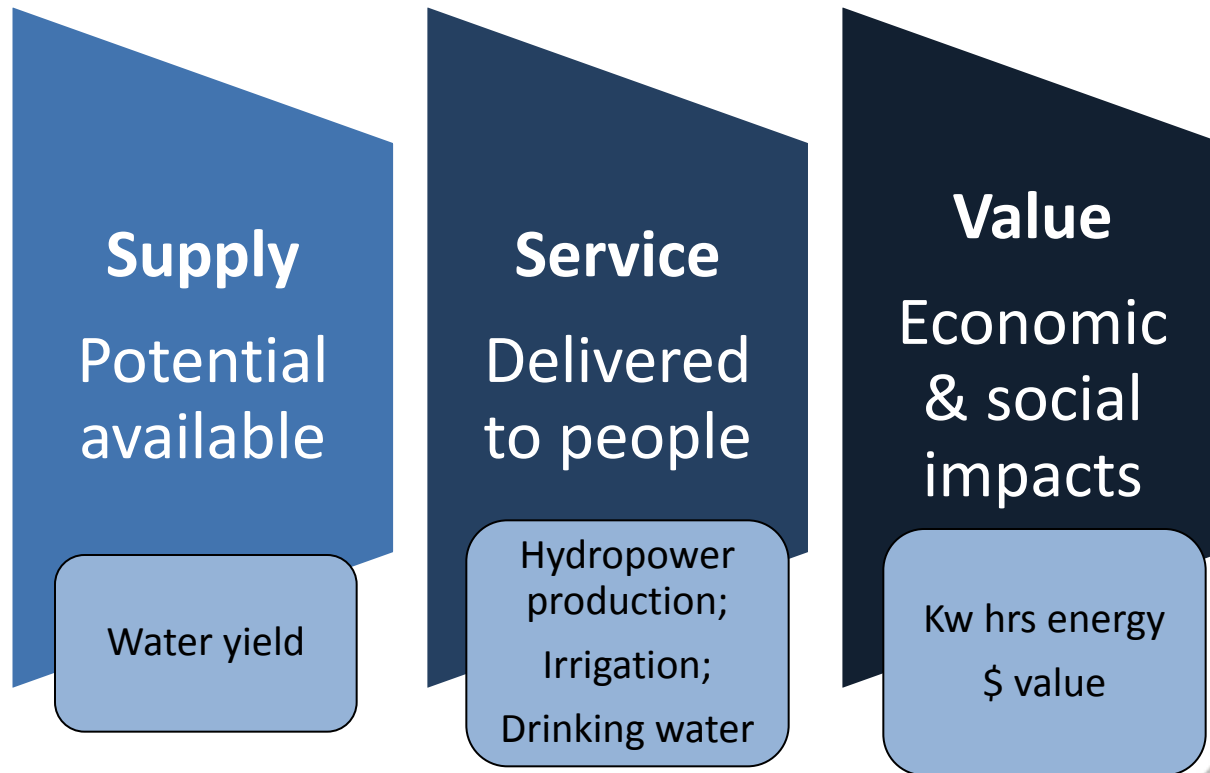 Supply
Potential
available
Water yield
Service
Delivered
to people
Hydropower
production;
Irrigation;
Drinking water
Value
Economic
& social
impacts
Kw hrs energy
$ value